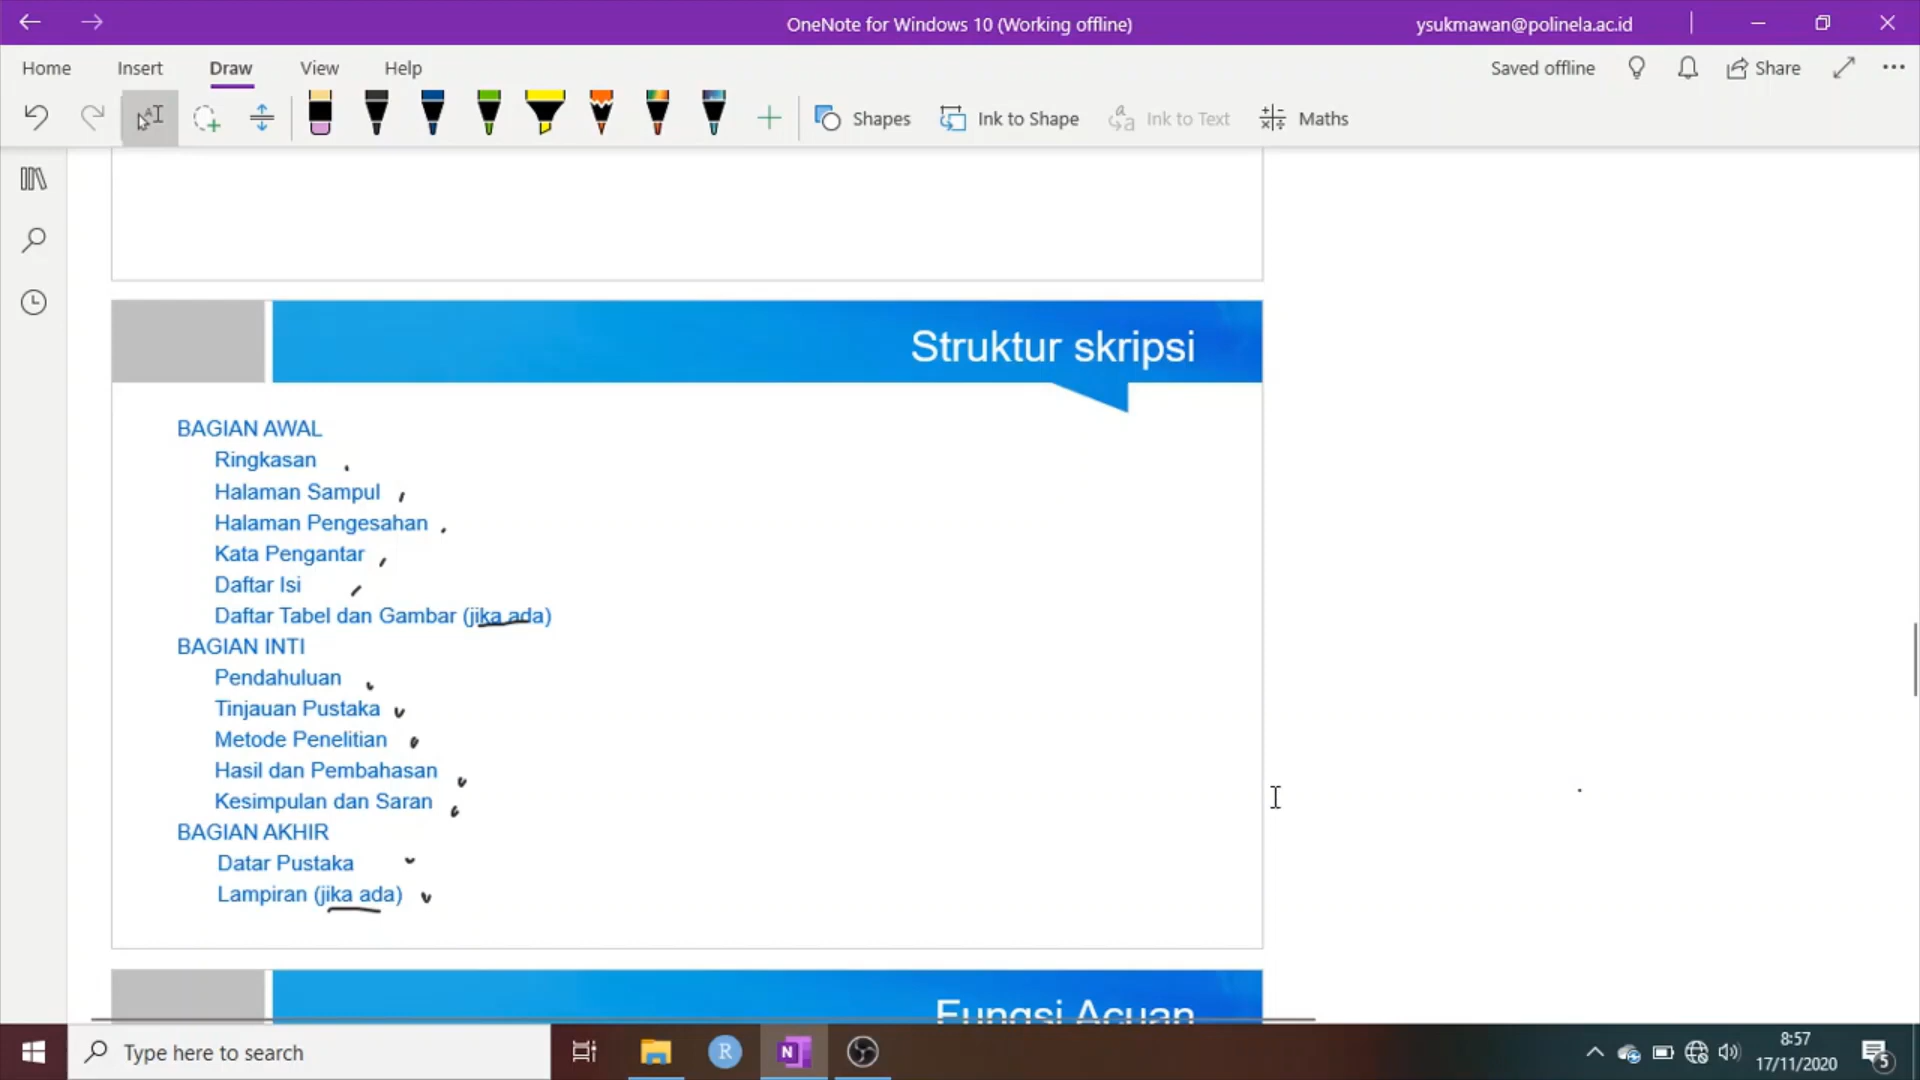 OneNote for Windows 10 (Working offline)
ysukmawan@polinela.ac.id
Home Insert Draw View Help
Saved offline
Share
Shapes
Ink to Shape
Ink to Text
Maths
Struktur skripsi
BAGIAN AWAL
Ringkasan
Halaman Sampul
Halaman Pengesahan
Kata Pengantar
Daftar Isi
Daftar Tabel dan Gambar (jika ada)
BAGIAN INTI
Pendahuluan
Tinjauan Pustaka
Metode Penelitian
Hasil dan Pembahasan
Kesimpulan dan Saran
BAGIAN AKHIR
Datar Pustaka
Lampiran (jika ada)
Fungsi Acuan
Type here to search
R
N
8:57
17/11/2020
5